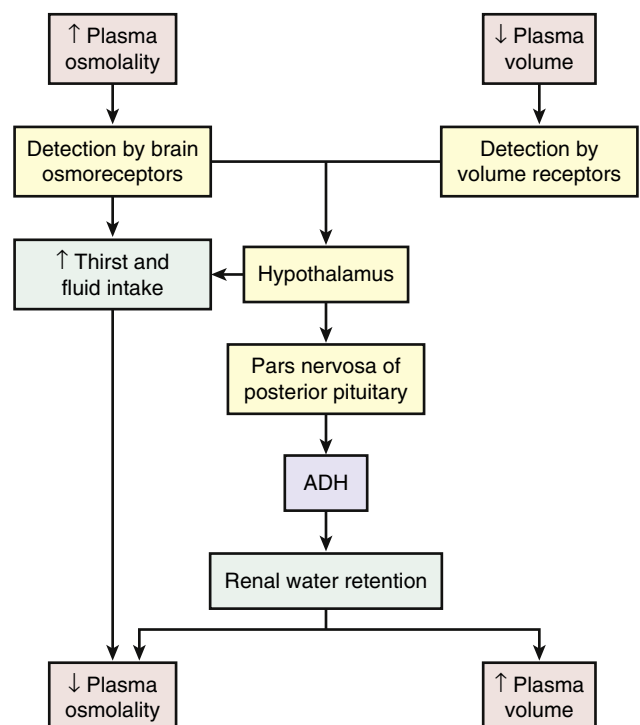 ↑ Plasma
osmolality
↓ Plasma
volume
Detection by brain
osmoreceptors
Detection by
volume receptors
↑ Thirst and
fluid intake
Hypothalamus
Pars nervosa of
posterior pituitary
ADH
Renal water retention
↓ Plasma
osmolality
↑ Plasma
volume